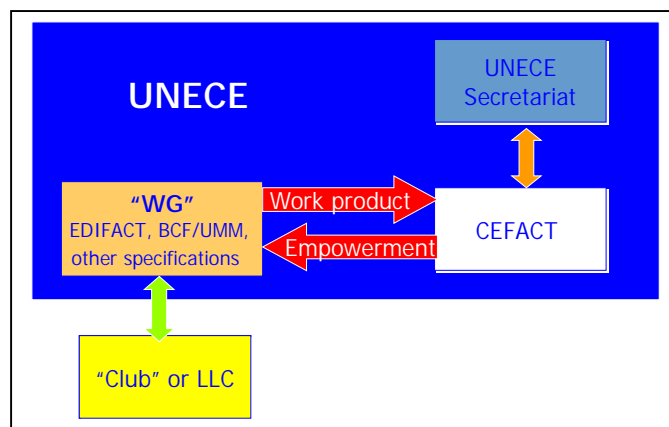 UNECE
UNECE
Secretariat
“WG”
EDIFACT, BCF/UMM,
other specifications
Work product
Empowerment
CEFACT
“Club” or LLC